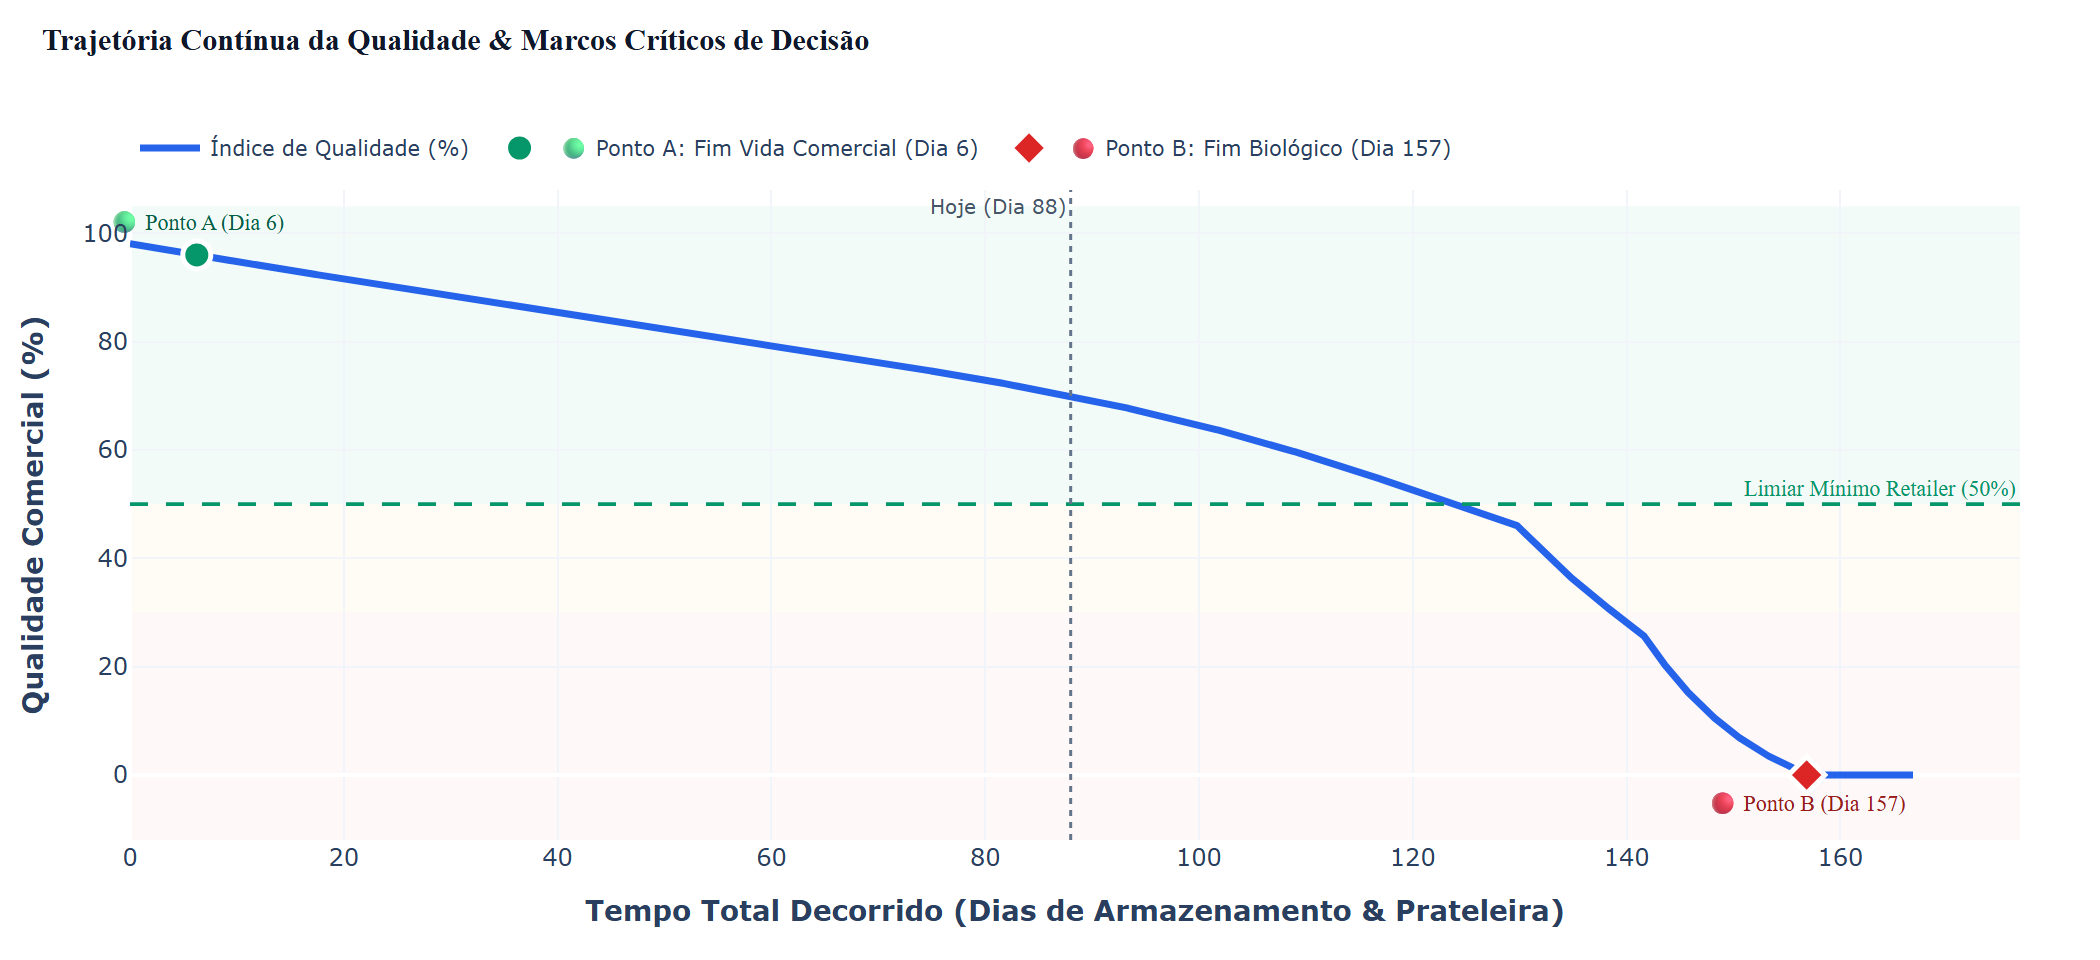 Trajetória Contínua da Qualidade & Marcos Críticos de Decisão
Índice de Qualidade (%)
Ponto A: Fim Vida Comercial (Dia 6)
Ponto B: Fim Biológico (Dia 157)
Hoje (Dia 88)
Ponto A (Dia 6)
100
80
60
Limiar Mínimo Retailer (50%)
40
20
0
Ponto B (Dia 157)
Qualidade Comercial (%)
0 20 40 60 80 100 120 140 160
Tempo Total Decorrido (Dias de Armazenamento & Prateleira)